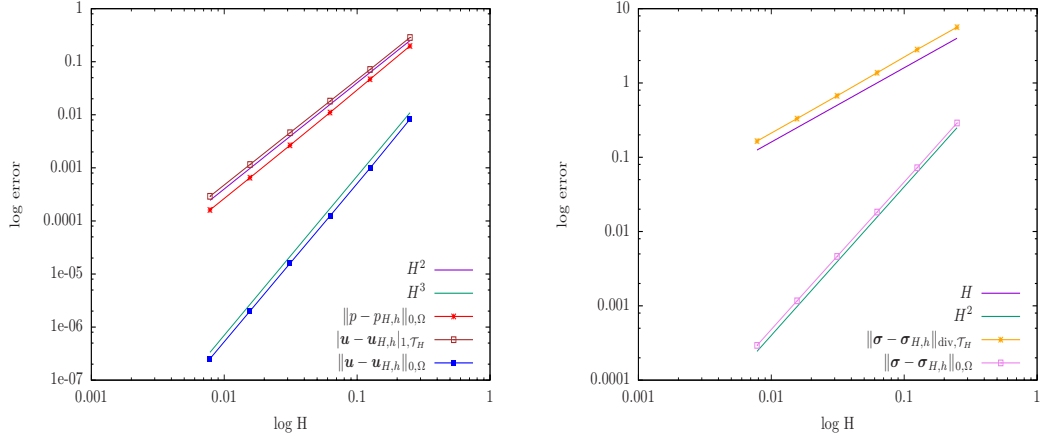 1
0.1
0.01
0.001
0.0001
1e-05
1e-06
1e-07
log error
H²
H³
‖p − p_{H,h}‖_{0,Ω}
|𝒖 − 𝒖_{H,h}|_{1,𝒯_H}
‖𝒖 − 𝒖_{H,h}‖_{0,Ω}
0.001
0.01
0.1
1
log H
10
1
0.1
0.01
0.001
0.0001
log error
H
H²
‖𝝈 − 𝝈_{H,h}‖_{div,𝒯_H}
‖𝝈 − 𝝈_{H,h}‖_{0,Ω}
0.001
0.01
0.1
1
log H